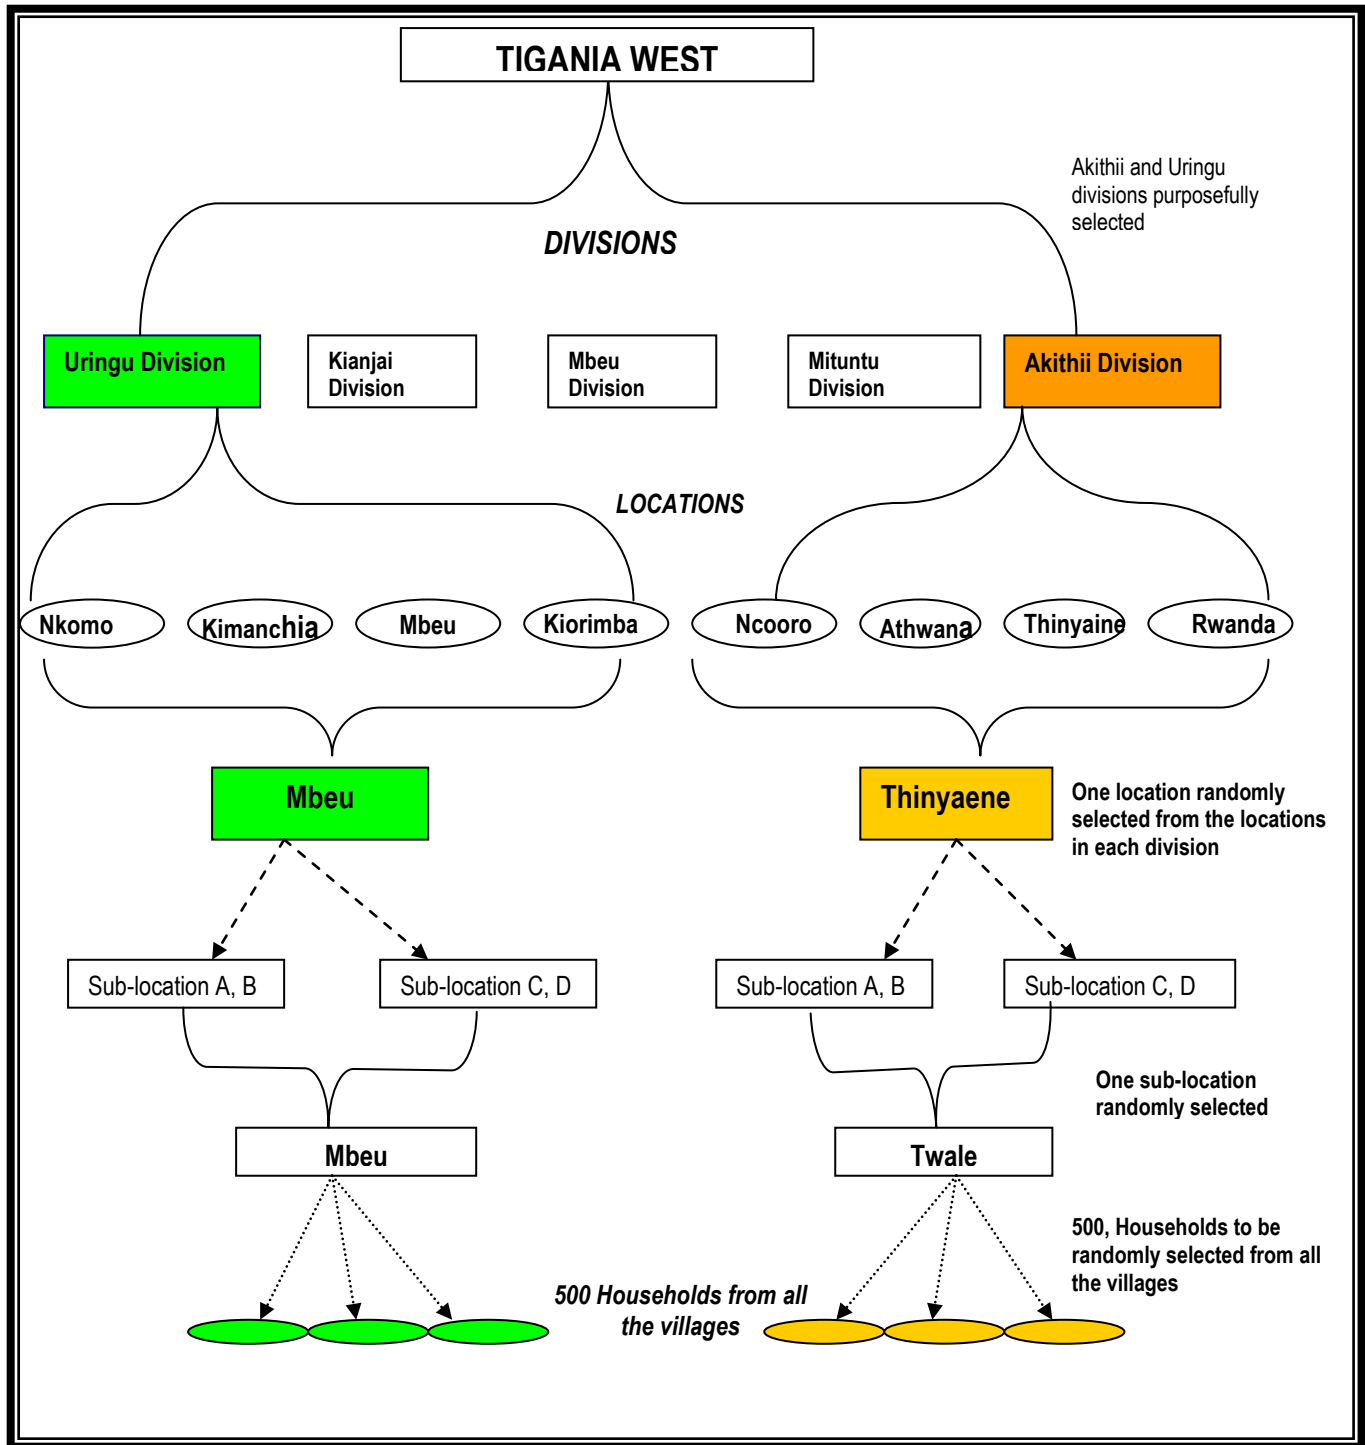 TIGANIA WEST
Akithii and Uringu
divisions purposefully
selected
DIVISIONS
Uringu Division
Kianjai
Division
Mbeu
Division
Mituntu
Division
Akithii Division
LOCATIONS
Nkomo
Kimanchia
Mbeu
Kiorimba
Ncooro
Athwana
Thinyaine
Rwanda
Mbeu
Thinyaene
One location randomly
selected from the locations
in each division
Sub-location A, B
Sub-location C, D
Sub-location A, B
Sub-location C, D
One sub-location
randomly selected
Mbeu
Twale
500, Households to be
randomly selected from all
the villages
500 Households from all
the villages